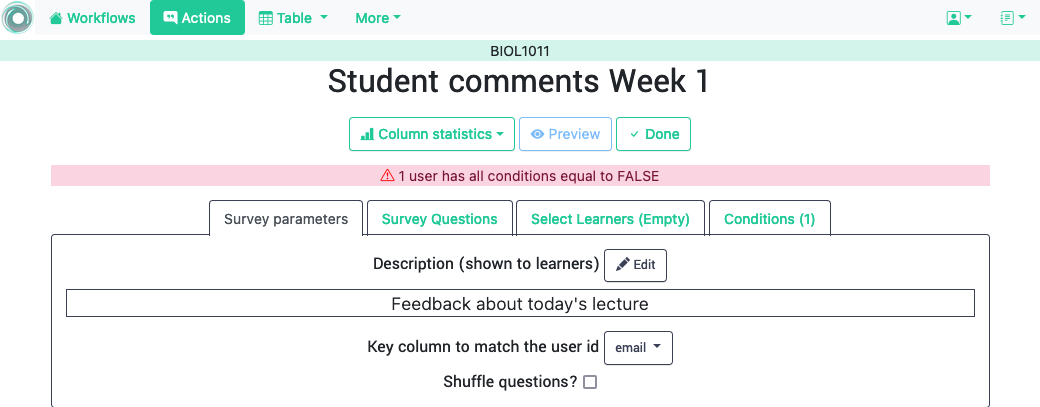 Workflows Actions Table More
BIOL1011
Student comments Week 1
Column statistics Preview Done
1 user has all conditions equal to FALSE
Survey parameters Survey Questions Select Learners (Empty) Conditions (1)
Description (shown to learners) Edit
Feedback about today's lecture
Key column to match the user id email
Shuffle questions?